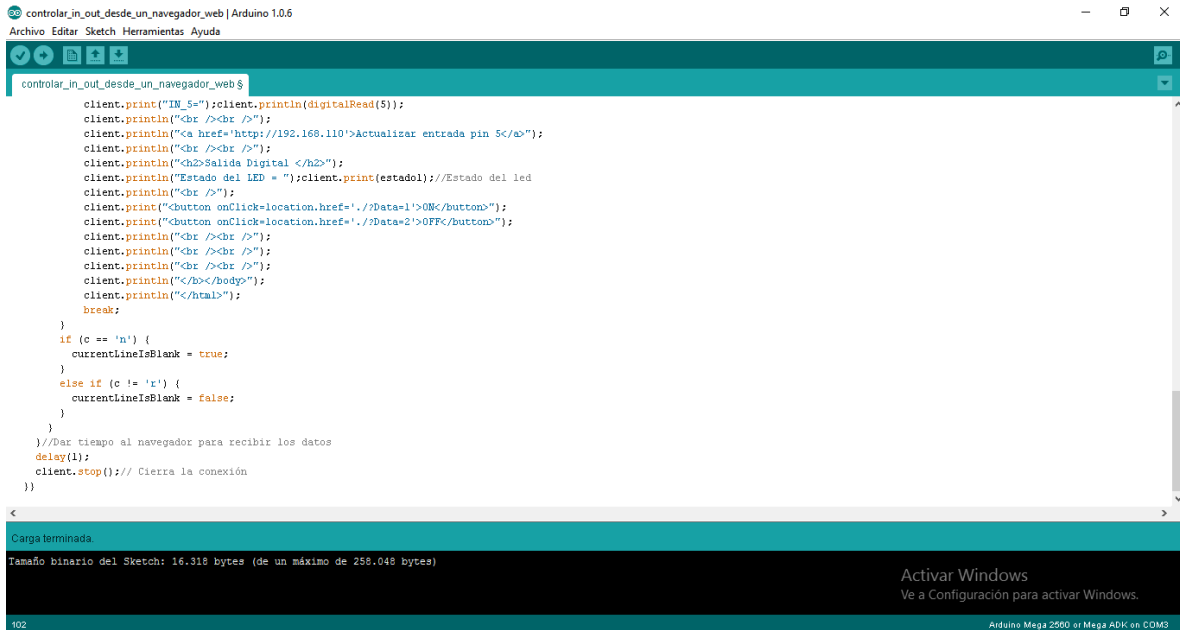 controlar_in_out_desde_un_navegador_web | Arduino 1.0.6
Archivo Editar Sketch Herramientas Ayuda
controlar_in_out_desde_un_navegador_web §
client.print("IN_5=");client.println(digitalRead(5));
client.println("<br /><br />");
client.println("<a href='http://192.168.110'>Actualizar entrada pin 5</a>");
client.println("<br /><br />");
client.println("<h2>Salida Digital </h2>");
client.println("Estado del LED = ");client.print(estadol);//Estado del led
client.println("<br />");
client.print("<button onClick=location.href='./?Data=1'>ON</button>");
client.print("<button onClick=location.href='./?Data=2'>OFF</button>");
client.println("<br /><br />");
client.println("<br /><br />");
client.println("<br /><br />");
client.println("</b></body>");
client.println("</html>");
break;
}
if (c == 'n') {
currentLineIsBlank = true;
}
else if (c != 'r') {
currentLineIsBlank = false;
}
}
}//Dar tiempo al navegador para recibir los datos
delay(1);
client.stop();// Cierra la conexión
}}
Carga terminada.
Tamaño binario del Sketch: 16.318 bytes (de un máximo de 258.048 bytes)
Activar Windows
Ve a Configuración para activar Windows.
102
Arduino Mega 2560 or Mega ADK on COM3